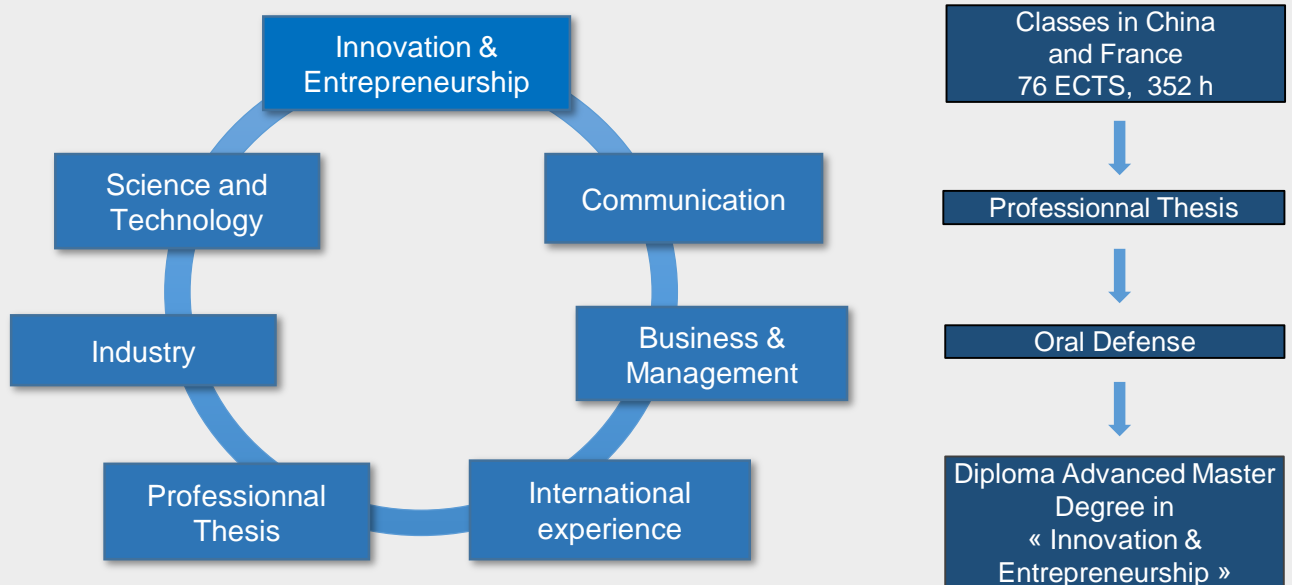 Innovation &
Entrepreneurship
Communication
Business &
Management
International
experience
Professionnal
Thesis
Industry
Science and
Technology
Classes in China
and France
76 ECTS, 352 h
Professionnal Thesis
Oral Defense
Diploma Advanced Master
Degree in
« Innovation &
Entrepreneurship »